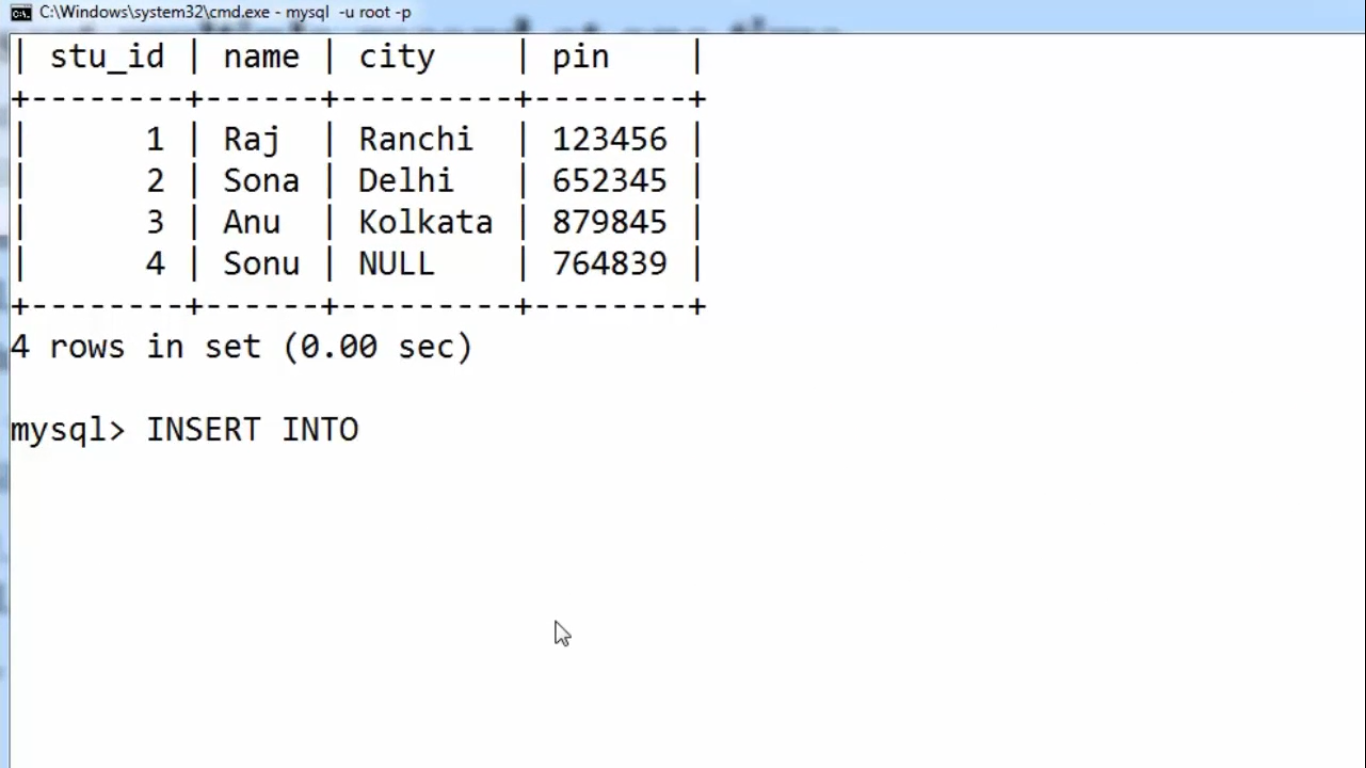 C:\Windows\system32\cmd.exe - mysql  -u root -p
| stu_id | name | city    | pin    |
+--------+------+---------+--------+
|      1 | Raj  | Ranchi  | 123456 |
|      2 | Sona | Delhi   | 652345 |
|      3 | Anu  | Kolkata | 879845 |
|      4 | Sonu | NULL    | 764839 |
+--------+------+---------+--------+
4 rows in set (0.00 sec)
mysql> INSERT INTO